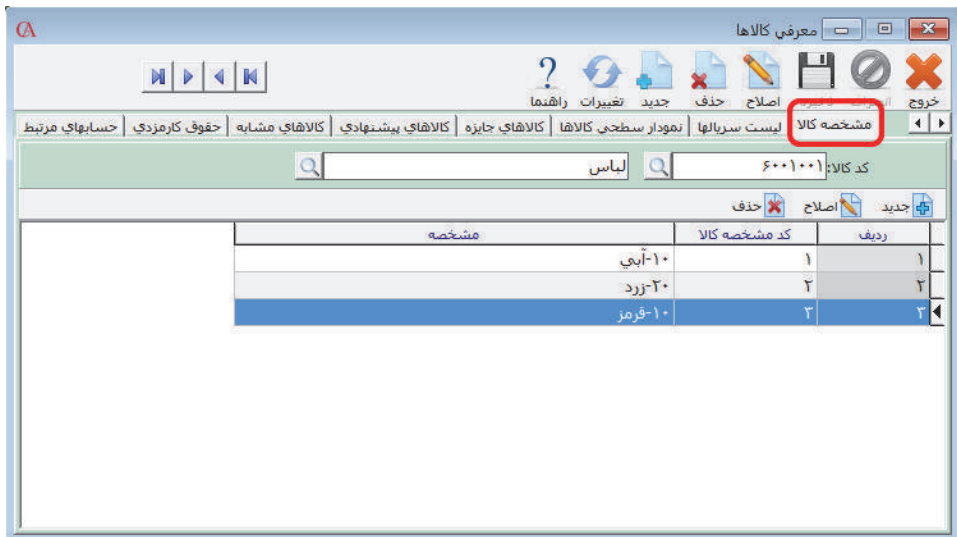 معرفي كالاها
خروج انصراف ذخيره اصلاح حذف جديد تغييرات راهنما
مشخصه كالا ليست سريالها نمودار سطحي كالاها كالاهاي جايزه كالاهاي پيشنهادي كالاهاي مشابه حقوق كارمزدي حسابهاي مرتبط
كد كالا: ۶۰۰۱۰۰۱ لباس
جديد اصلاح حذف
رديف كد مشخصه كالا مشخصه
۱ ۱ ۱۰-آبي
۲ ۲ ۲۰-زرد
۳ ۳ ۱۰-قرمز